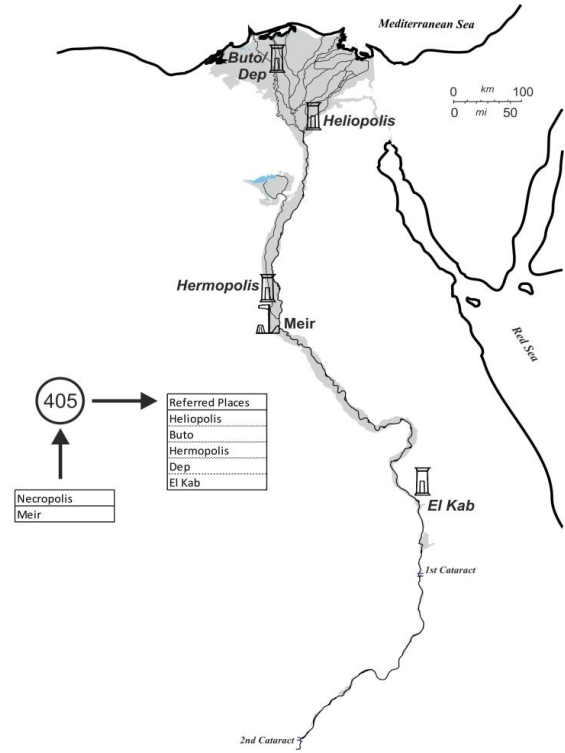 Mediterranean Sea
Buto/
Dep
0 km 100
0 mi 50
Heliopolis
Hermopolis
Meir
Red Sea
405
Referred Places
Heliopolis
Buto
Hermopolis
Dep
El Kab
Necropolis
Meir
El Kab
1st Cataract
2nd Cataract